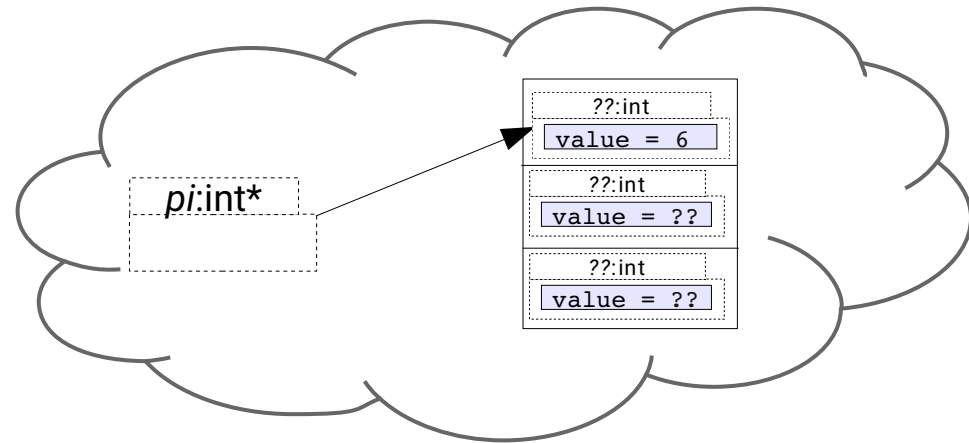 ??:int
value = 6
pi:int*
??:int
value = ??
??:int
value = ??